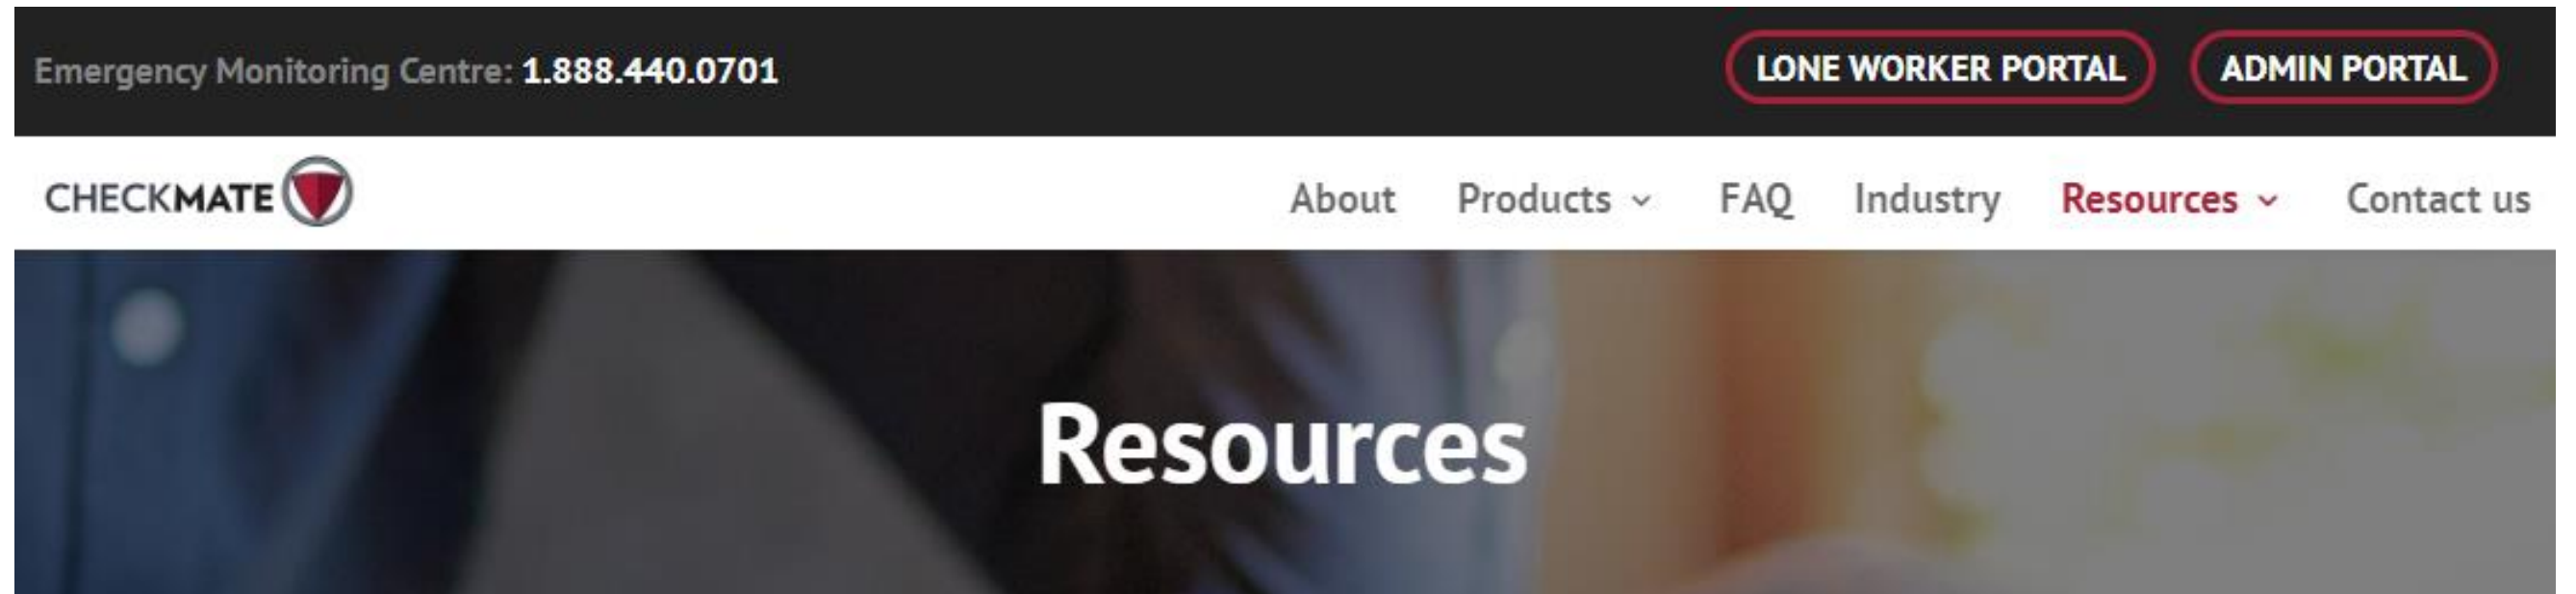 Emergency Monitoring Centre: 1.888.440.0701 LONE WORKER PORTAL ADMIN PORTAL
CHECKMATE About Products FAQ Industry Resources Contact us
Resources